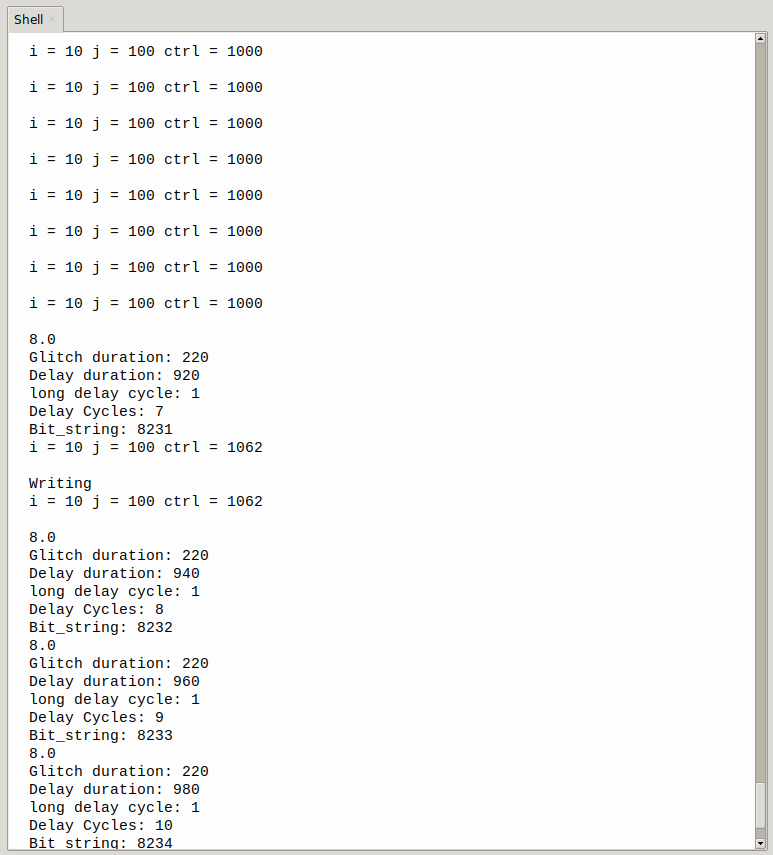 Shell
i = 10 j = 100 ctrl = 1000
i = 10 j = 100 ctrl = 1000
i = 10 j = 100 ctrl = 1000
i = 10 j = 100 ctrl = 1000
i = 10 j = 100 ctrl = 1000
i = 10 j = 100 ctrl = 1000
i = 10 j = 100 ctrl = 1000
i = 10 j = 100 ctrl = 1000
8.0
Glitch duration: 220
Delay duration: 920
long delay cycle: 1
Delay Cycles: 7
Bit_string: 8231
i = 10 j = 100 ctrl = 1062
Writing
i = 10 j = 100 ctrl = 1062
8.0
Glitch duration: 220
Delay duration: 940
long delay cycle: 1
Delay Cycles: 8
Bit_string: 8232
8.0
Glitch duration: 220
Delay duration: 960
long delay cycle: 1
Delay Cycles: 9
Bit_string: 8233
8.0
Glitch duration: 220
Delay duration: 980
long delay cycle: 1
Delay Cycles: 10
Bit_string: 8234